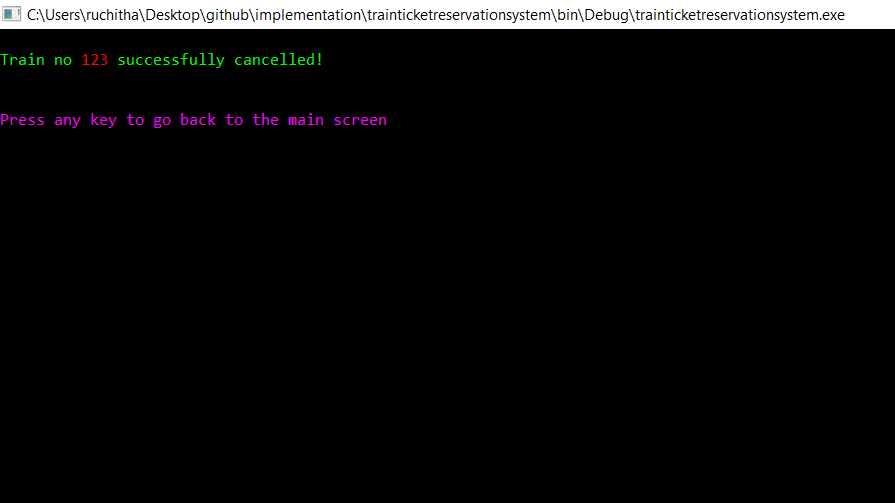 C:\Users\ruchitha\Desktop\github\implementation\trainticketreservationsystem\bin\Debug\trainticketreservationsystem.exe
Train no 123 successfully cancelled!
Press any key to go back to the main screen